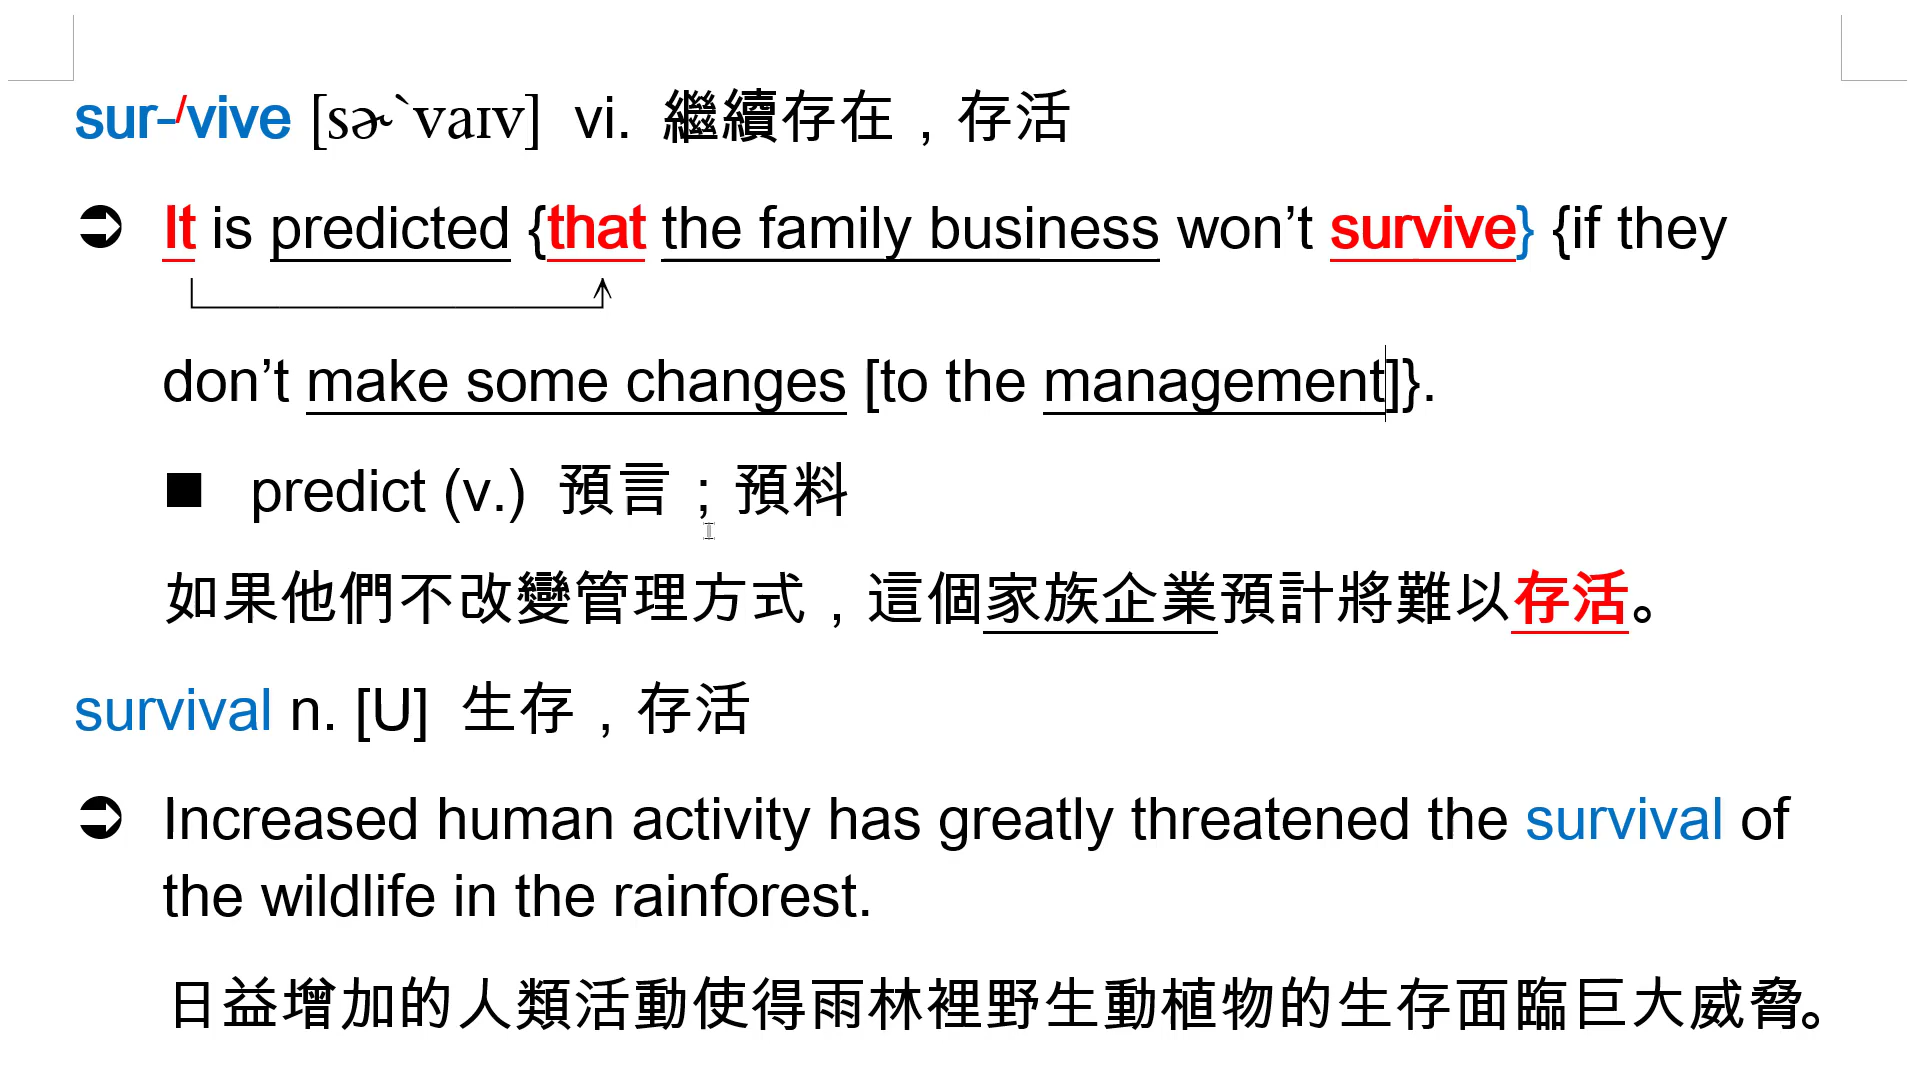 sur-/vive [sɚˋvaɪv] vi. 繼續存在，存活
➲ It is predicted {that the family business won’t survive} {if they
don’t make some changes [to the management]}.
■ predict (v.) 預言；預料
如果他們不改變管理方式，這個家族企業預計將難以存活。
survival n. [U] 生存，存活
➲ Increased human activity has greatly threatened the survival of
the wildlife in the rainforest.
日益增加的人類活動使得雨林裡野生動植物的生存面臨巨大威脅。